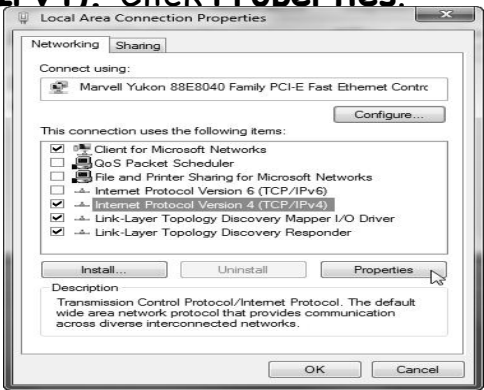 IPv4). Click Properties.
Local Area Connection Properties
Networking Sharing
Connect using:
Marvell Yukon 88E8040 Family PCI-E Fast Ethernet Contrc
Configure...
This connection uses the following items:
Client for Microsoft Networks
QoS Packet Scheduler
File and Printer Sharing for Microsoft Networks
Internet Protocol Version 6 (TCP/IPv6)
Internet Protocol Version 4 (TCP/IPv4)
Link-Layer Topology Discovery Mapper I/O Driver
Link-Layer Topology Discovery Responder
Install... Uninstall Properties
Description
Transmission Control Protocol/Internet Protocol. The default
wide area network protocol that provides communication
across diverse interconnected networks.
OK Cancel